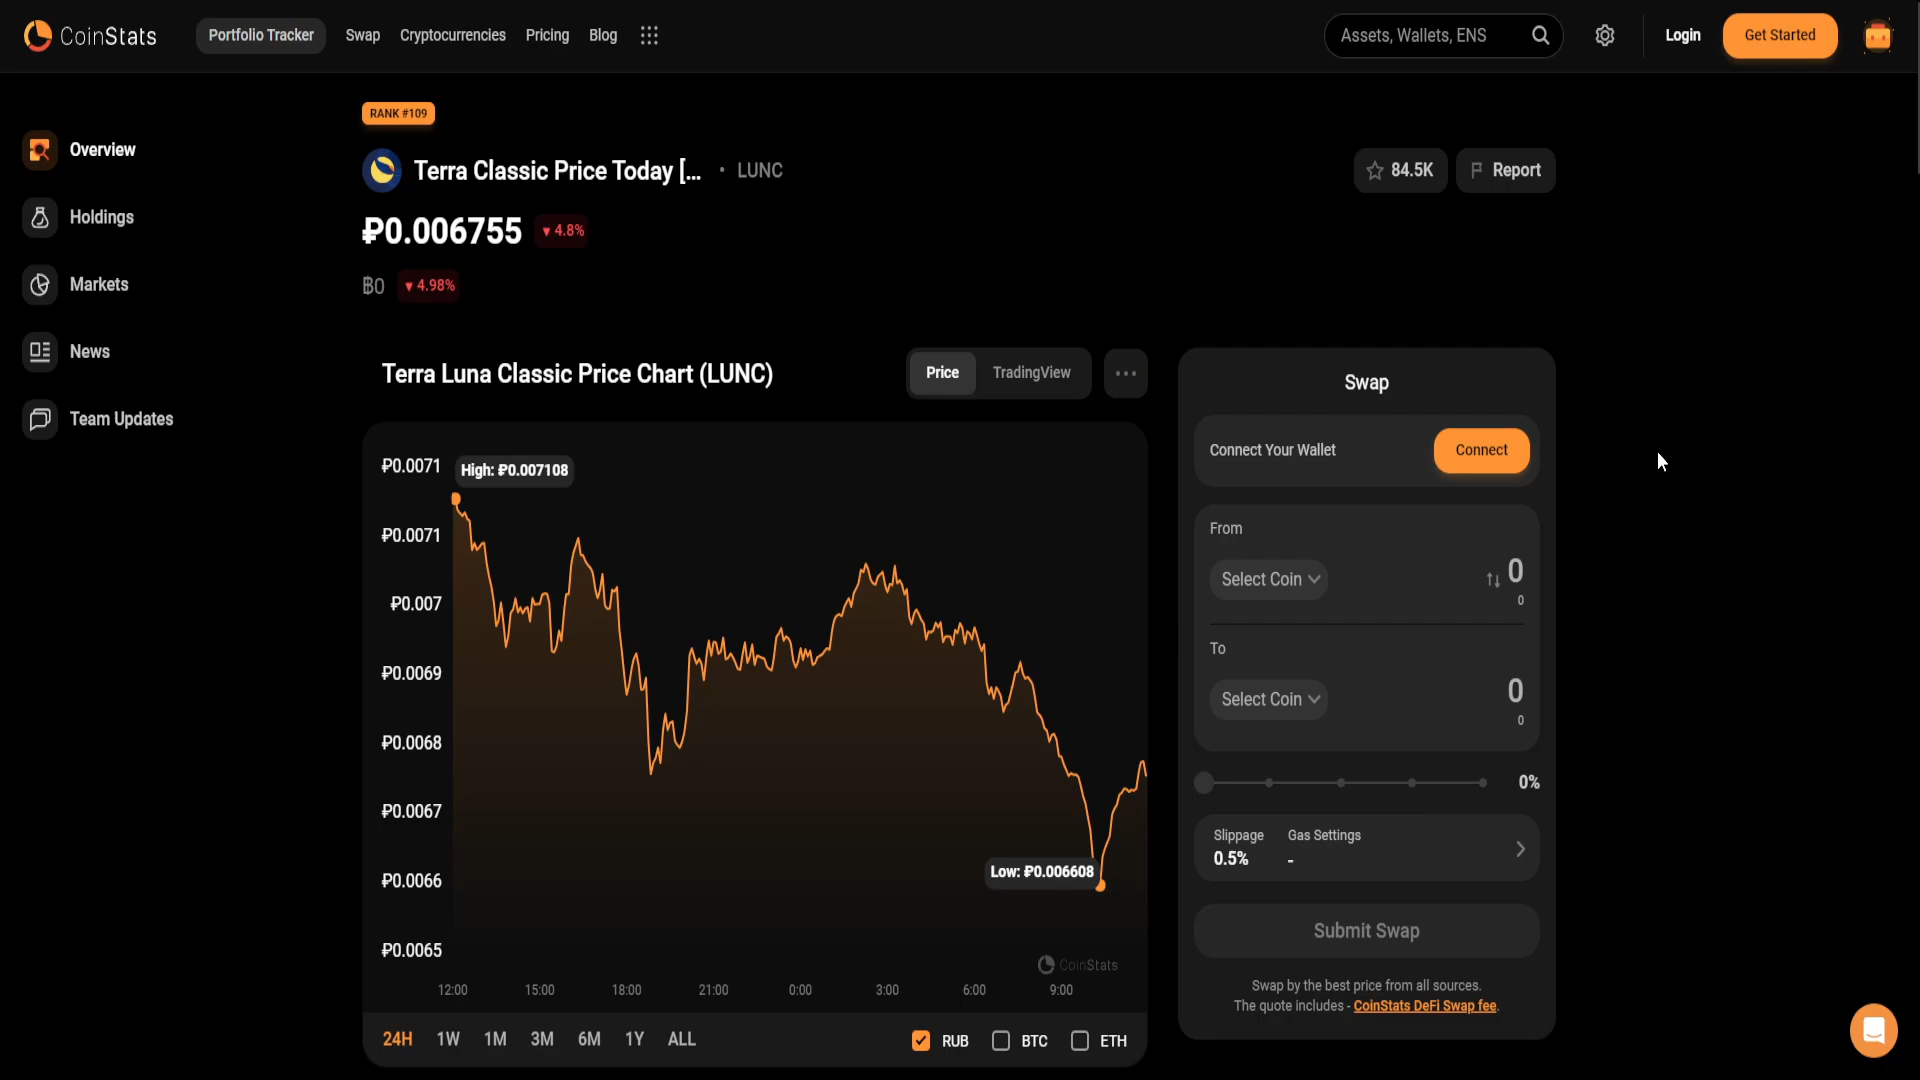 CoinStats
Portfolio Tracker
Swap
Cryptocurrencies
Pricing
Blog
Assets, Wallets, ENS
Login
Get Started
Overview
Holdings
Markets
News
Team Updates
RANK #109
Terra Classic Price Today [... • LUNC
84.5K
Report
₽0.006755
4.8%
฿0
4.98%
Terra Luna Classic Price Chart (LUNC)
Price
TradingView
₽0.0071
₽0.0071
₽0.007
₽0.0069
₽0.0068
₽0.0067
₽0.0066
₽0.0065
High: ₽0.007108
Low: ₽0.006608
CoinStats
12:00
15:00
18:00
21:00
0:00
3:00
6:00
9:00
24H
1W
1M
3M
6M
1Y
ALL
RUB
BTC
ETH
Swap
Connect Your Wallet
Connect
From
Select Coin
0
0
To
Select Coin
0
0
0%
Slippage
0.5%
Gas Settings
-
Submit Swap
Swap by the best price from all sources.
The quote includes - CoinStats DeFi Swap fee.